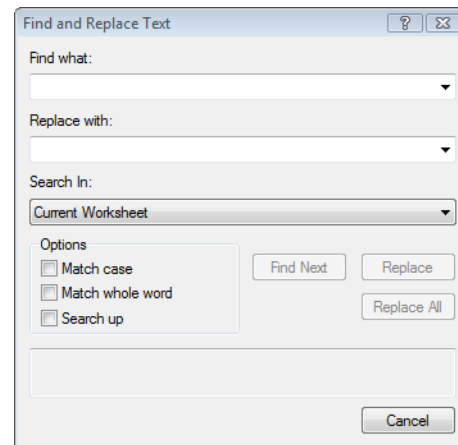 Find and Replace Text
Find what:
Replace with:
Search In:
Current Worksheet
Options
Match case
Match whole word
Search up
Find Next
Replace
Replace All
Cancel